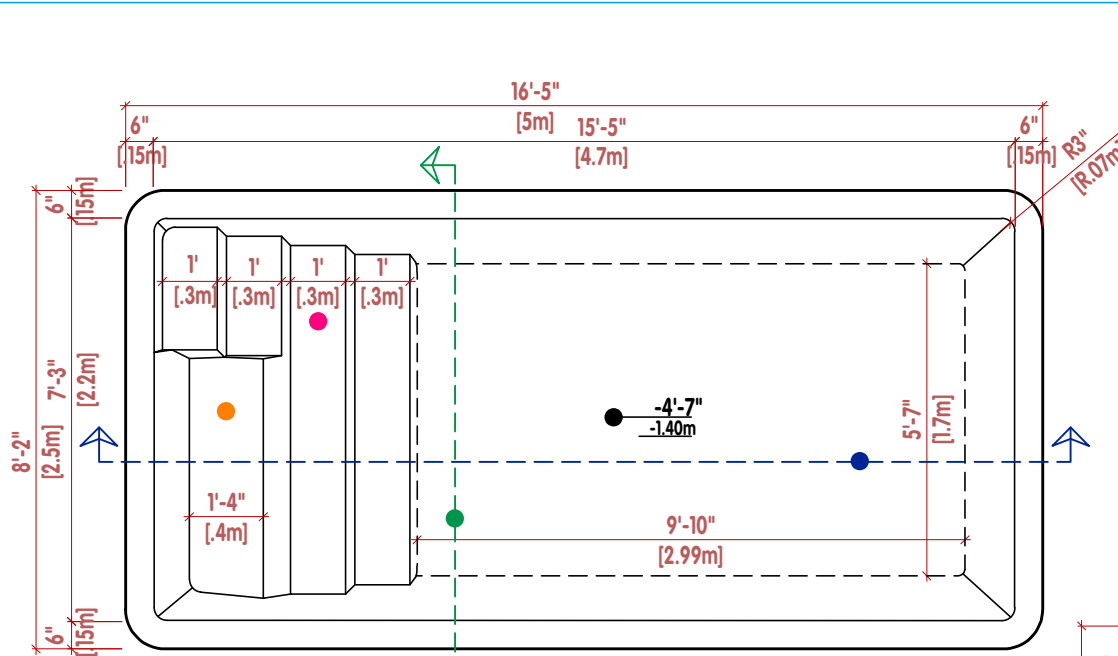 16'-5"
[5m]
6"
[.15m]
15'-5"
[4.7m]
6"
[.15m]
R3"
[R.07m]
6"
[.15m]
1'
[.3m]
1'
[.3m]
1'
[.3m]
1'
[.3m]
7'-3"
[2.2m]
8'-2"
[2.5m]
-4'-7"
-1.40m
5'-7"
[1.7m]
1'-4"
[.4m]
9'-10"
[2.99m]
6"
[.15m]